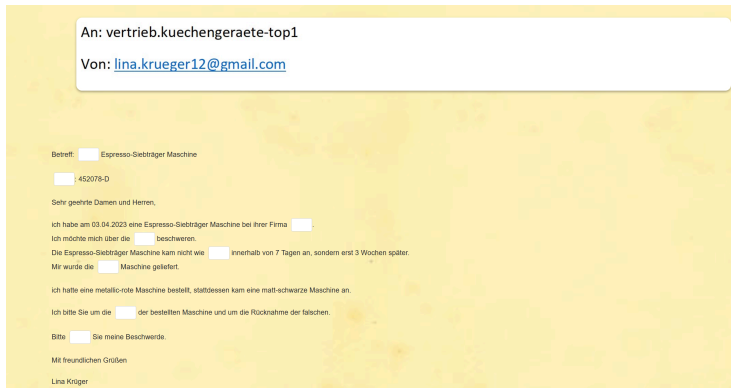 An: vertrieb.kuechengeraete-top1
Von: lina.krueger12@gmail.com
Betreff: Espresso-Siebträger Maschine
: 452078-D
Sehr geehrte Damen und Herren,
ich habe am 03.04.2023 eine Espresso-Siebträger Maschine bei ihrer Firma .
Ich möchte mich über die beschweren.
Die Espresso-Siebträger Maschine kam nicht wie innerhalb von 7 Tagen an, sondern erst 3 Wochen später.
Mir wurde die Maschine geliefert.
ich hatte eine metallic-rote Maschine bestellt, stattdessen kam eine matt-schwarze Maschine an.
Ich bitte Sie um die der bestellten Maschine und um die Rücknahme der falschen.
Bitte Sie meine Beschwerde.
Mit freundlichen Grüßen
Lina Krüger